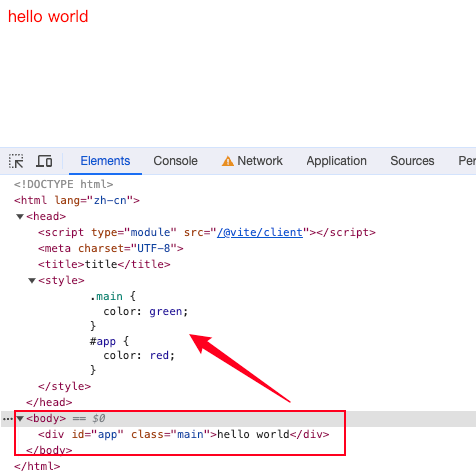 hello world
Elements Console Network Application Sources Per
<!DOCTYPE html>
<html lang="zh-cn">
<head>
<script type="module" src="/@vite/client"></script>
<meta charset="UTF-8">
<title>title</title>
<style>
.main {
color: green;
}
#app {
color: red;
}
</style>
</head>
<body> == $0
<div id="app" class="main">hello world</div>
</body>
</html>